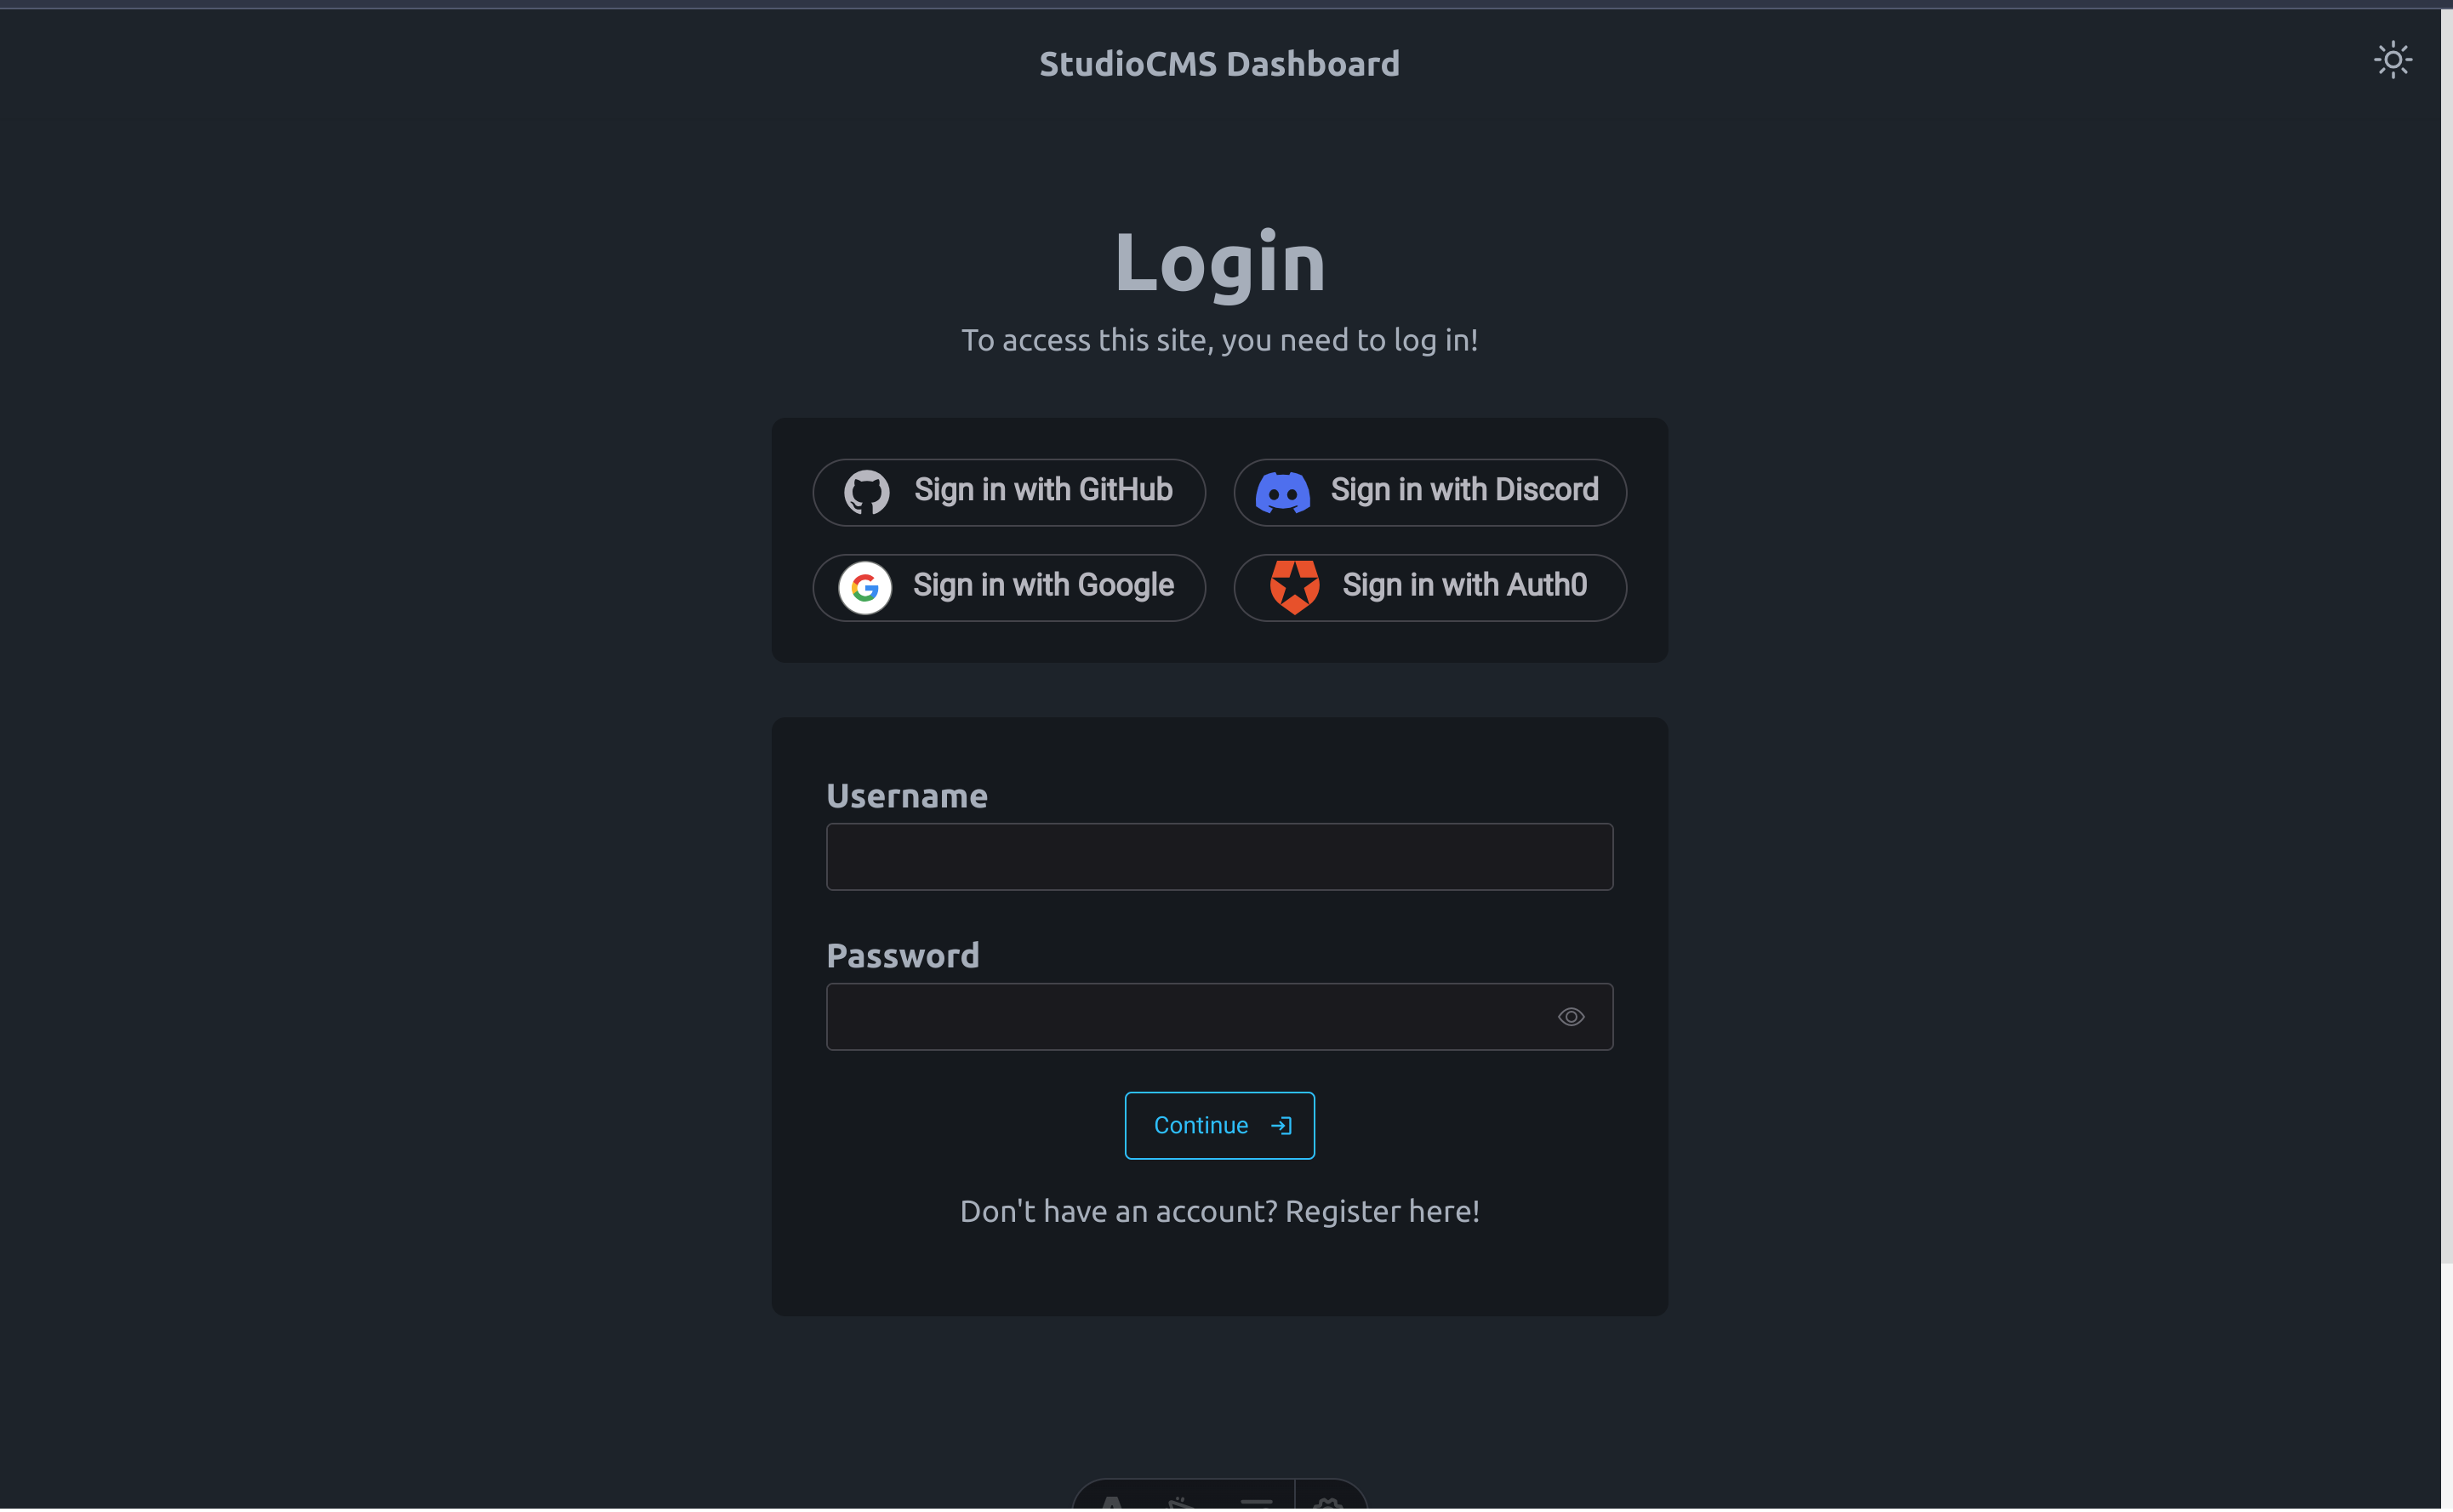 StudioCMS Dashboard
Login
To access this site, you need to log in!
Sign in with GitHub
Sign in with Discord
Sign in with Google
Sign in with Auth0
Username
Password
Continue
Don't have an account? Register here!